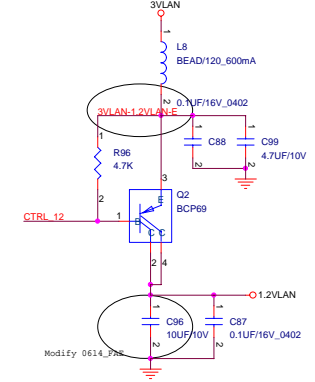 3VLAN
1
L8
BEAD/120_600mA
2
0.1UF/16V_0402
3VLAN-1.2VLAN-E
1
R96
4.7K
2
1
C88
2
1
C99
4.7UF/10V
2
3
Q2
BCP69
E
CTRL_12
1
B
C C
2 4
1.2VLAN
1
C96
10UF/10V
2
1
C87
0.1UF/16V_0402
2
Modify 0614_FAE